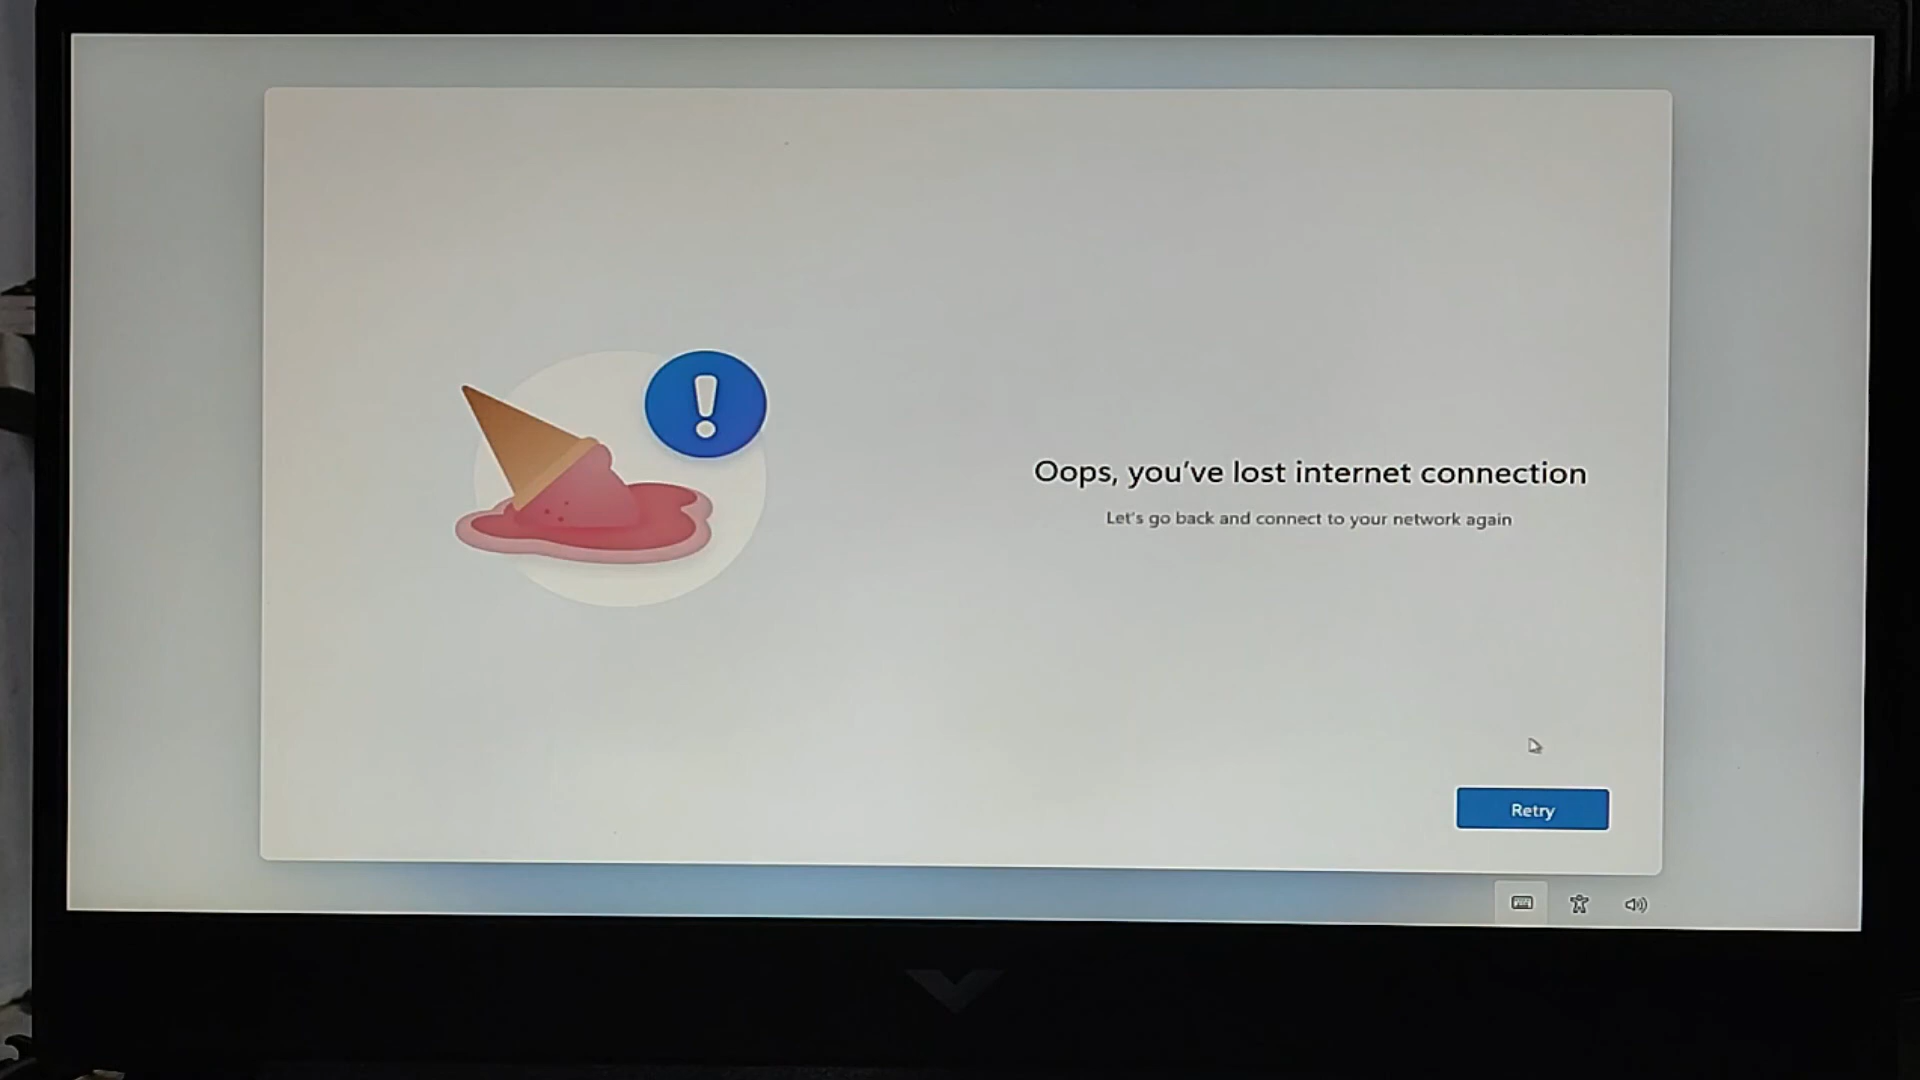 Oops, you've lost internet connection
Let's go back and connect to your network again
Retry